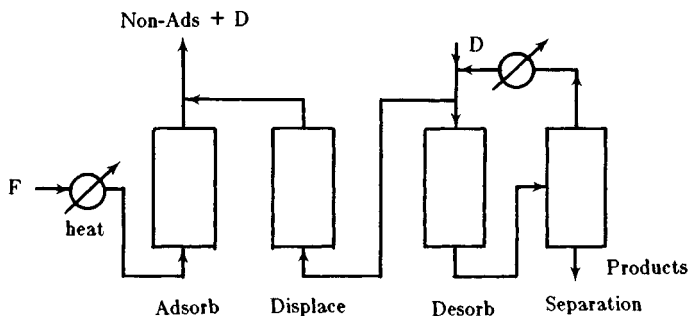 Non-Ads + D
D
F
heat
Products
Adsorb Displace Desorb Separation